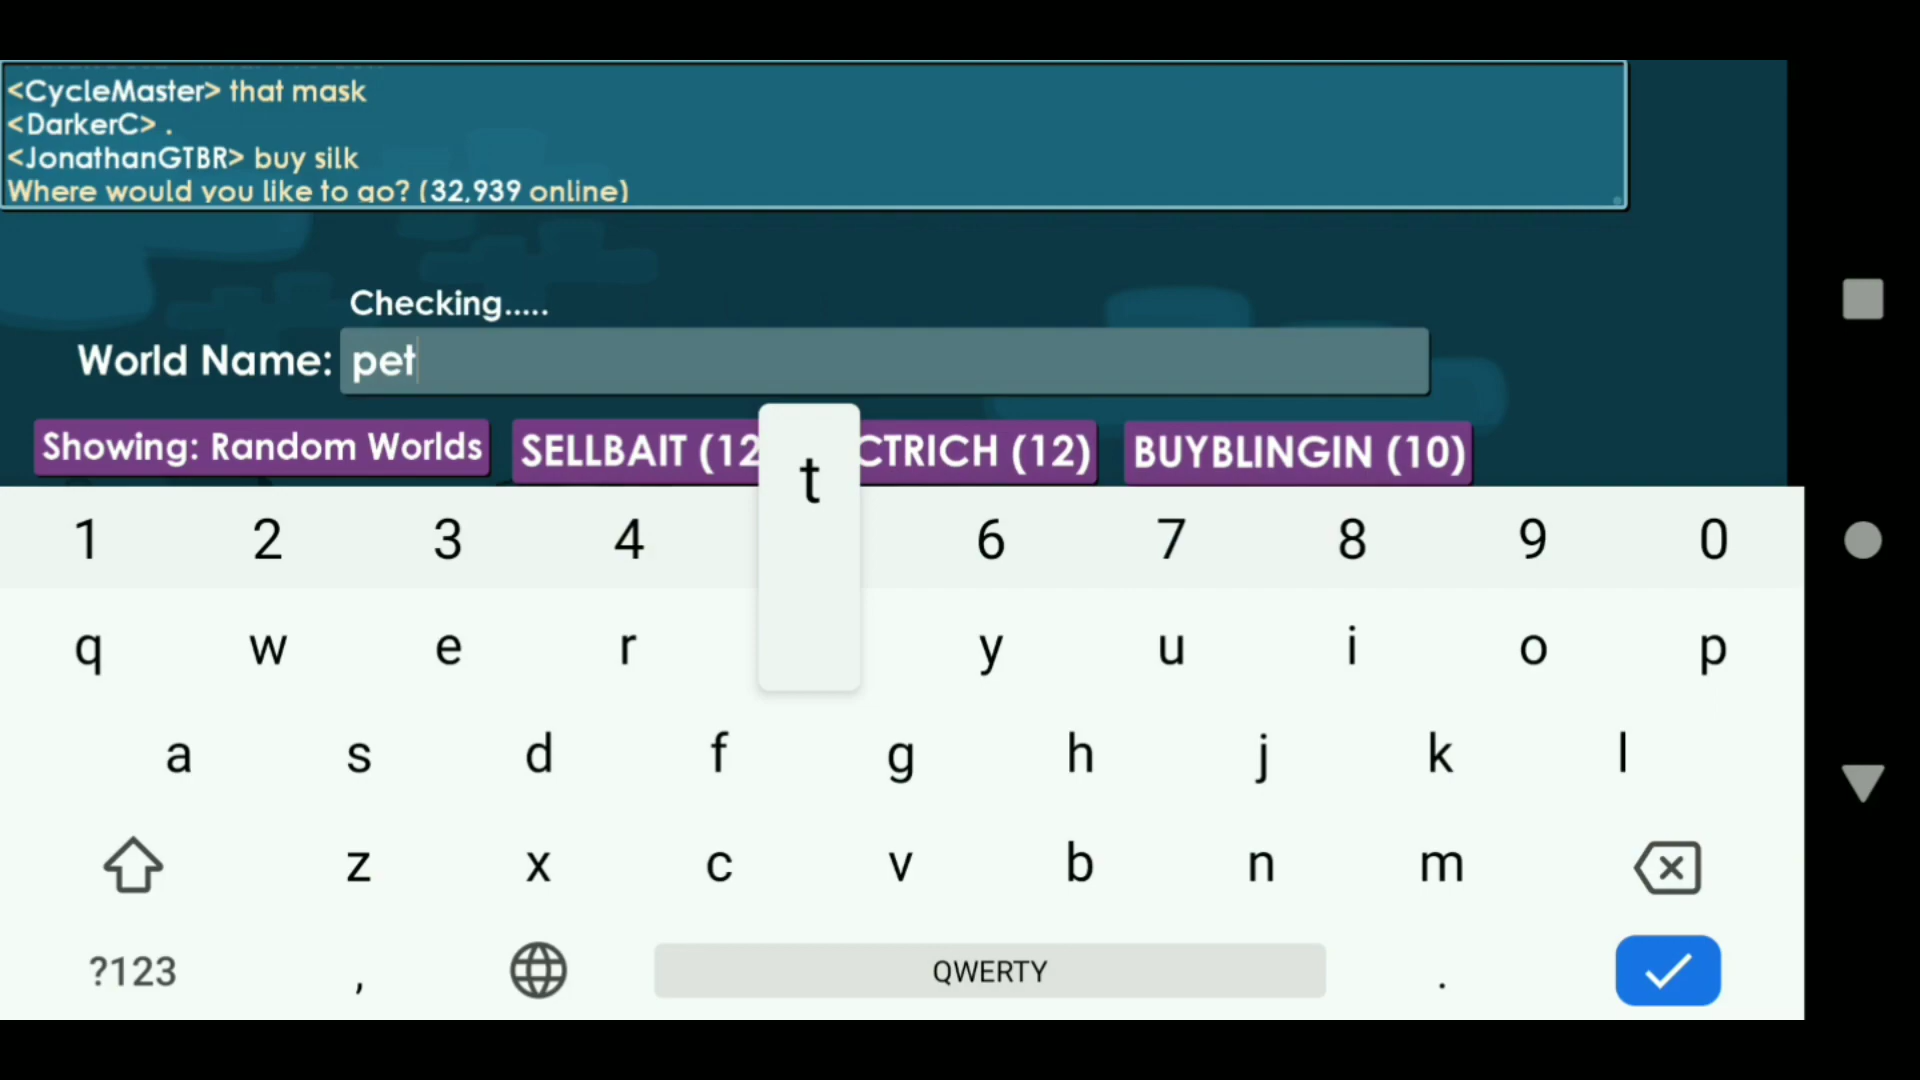 <CycleMaster> that mask
<DarkerC> .
<JonathanGTBR> buy silk
Where would you like to go? (32,939 online)
Checking.....
World Name: pet
Showing: Random Worlds SELLBAIT (12 CTRICH (12) BUYBLINGIN (10)
t
1 2 3 4 6 7 8 9 0
q w e r y u i o p
a s d f g h j k l
z x c v b n m
?123 , QWERTY .